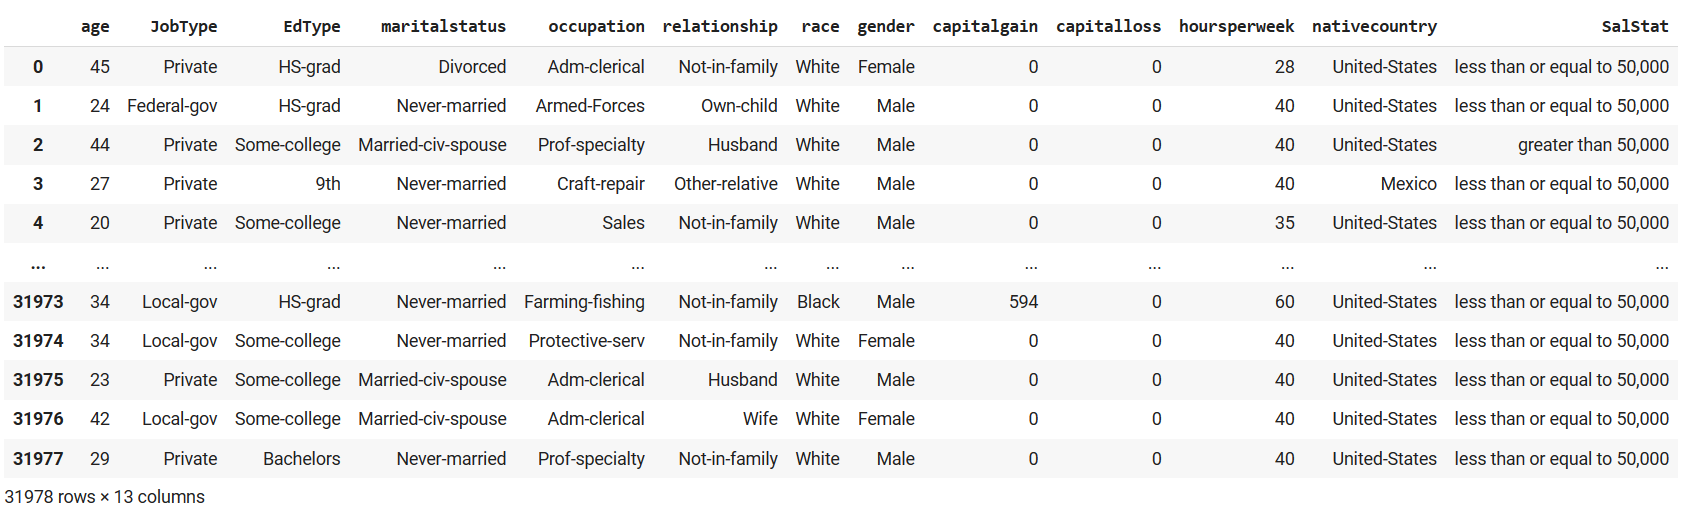 age JobType EdType maritalstatus occupation relationship race gender capitalgain capitalloss hoursperweek nativecountry SalStat
0 45 Private HS-grad Divorced Adm-clerical Not-in-family White Female 0 0 28 United-States less than or equal to 50,000
1 24 Federal-gov HS-grad Never-married Armed-Forces Own-child White Male 0 0 40 United-States less than or equal to 50,000
2 44 Private Some-college Married-civ-spouse Prof-specialty Husband White Male 0 0 40 United-States greater than 50,000
3 27 Private 9th Never-married Craft-repair Other-relative White Male 0 0 40 Mexico less than or equal to 50,000
4 20 Private Some-college Never-married Sales Not-in-family White Male 0 0 35 United-States less than or equal to 50,000
... ... ... ... ... ... ... ... ... ... ... ... ... ...
31973 34 Local-gov HS-grad Never-married Farming-fishing Not-in-family Black Male 594 0 60 United-States less than or equal to 50,000
31974 34 Local-gov Some-college Never-married Protective-serv Not-in-family White Female 0 0 40 United-States less than or equal to 50,000
31975 23 Private Some-college Married-civ-spouse Adm-clerical Husband White Male 0 0 40 United-States less than or equal to 50,000
31976 42 Local-gov Some-college Married-civ-spouse Adm-clerical Wife White Female 0 0 40 United-States less than or equal to 50,000
31977 29 Private Bachelors Never-married Prof-specialty Not-in-family White Male 0 0 40 United-States less than or equal to 50,000
31978 rows × 13 columns